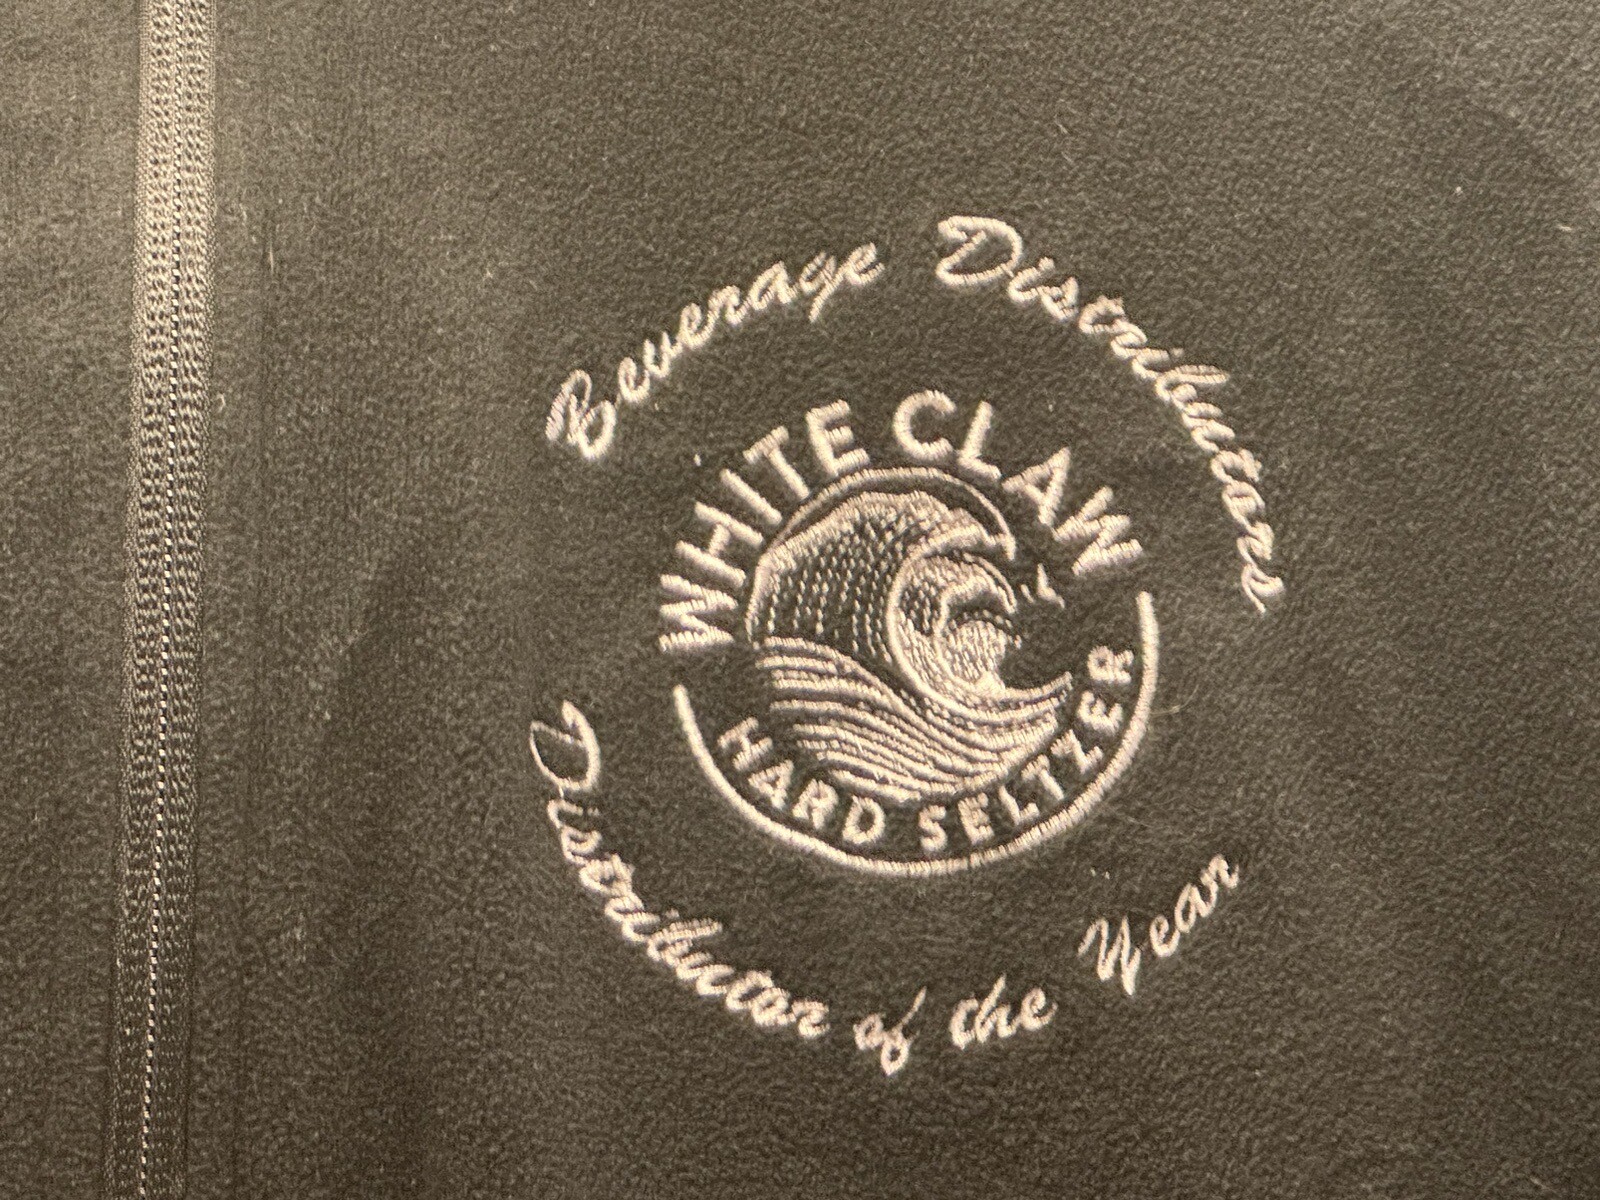 Beverage Distributors
WHITE CLAW
HARD SELTZER
Distributor of the Year